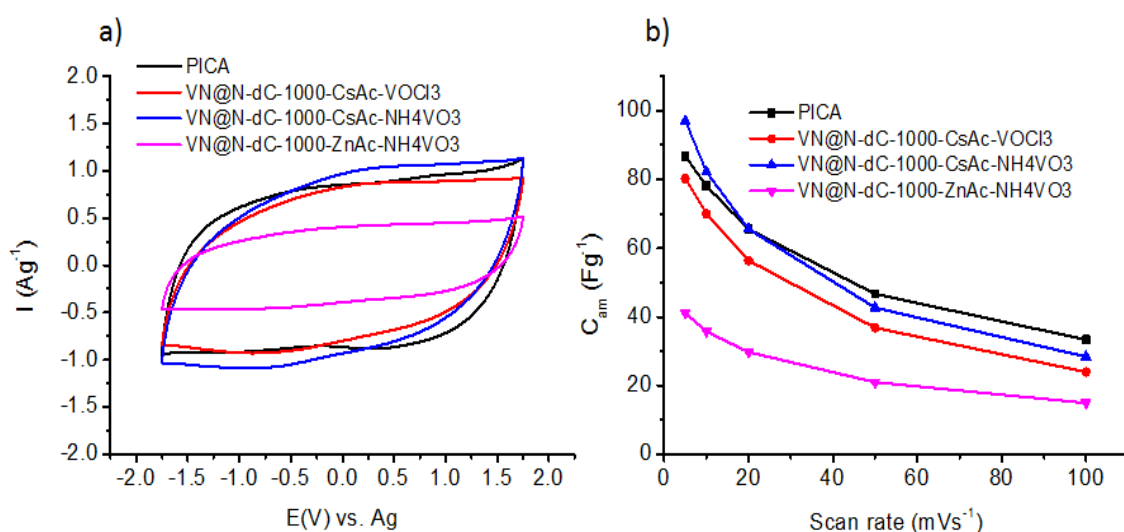 a)
PICA
VN@N-dC-1000-CsAc-VOCl3
VN@N-dC-1000-CsAc-NH4VO3
VN@N-dC-1000-ZnAc-NH4VO3
2.0
1.5
1.0
0.5
0.0
-0.5
-1.0
-1.5
-2.0
I (Ag⁻¹)
-2.0 -1.5 -1.0 -0.5 0.0 0.5 1.0 1.5 2.0
E(V) vs. Ag
b)
PICA
VN@N-dC-1000-CsAc-VOCl3
VN@N-dC-1000-CsAc-NH4VO3
VN@N-dC-1000-ZnAc-NH4VO3
100
80
60
40
20
0
Cam (Fg⁻¹)
0 20 40 60 80 100
Scan rate (mVs⁻¹)